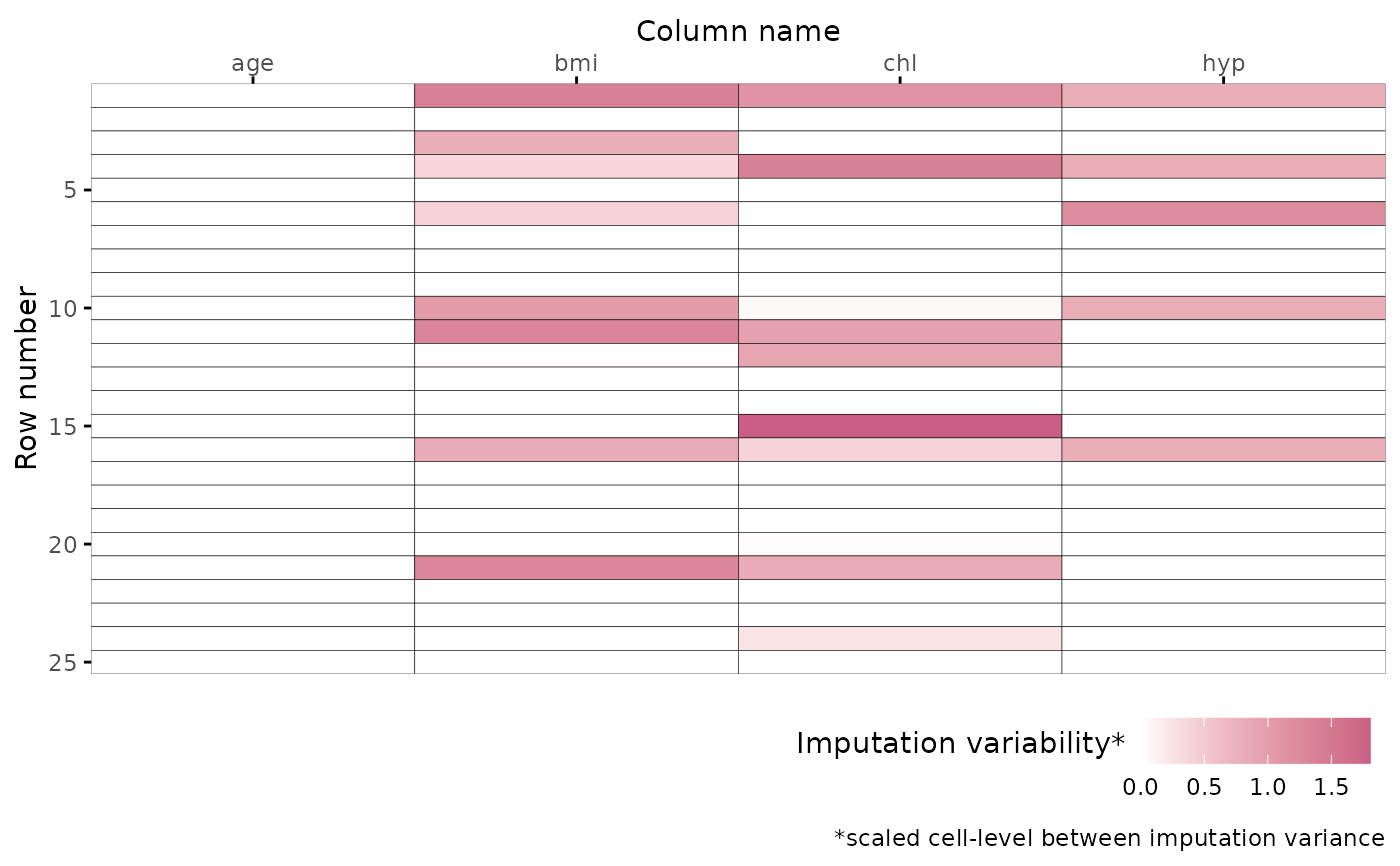 Column name
age bmi chl hyp
5
10
15
20
25
Row number
Imputation variability*
0.0 0.5 1.0 1.5
*scaled cell-level between imputation variance